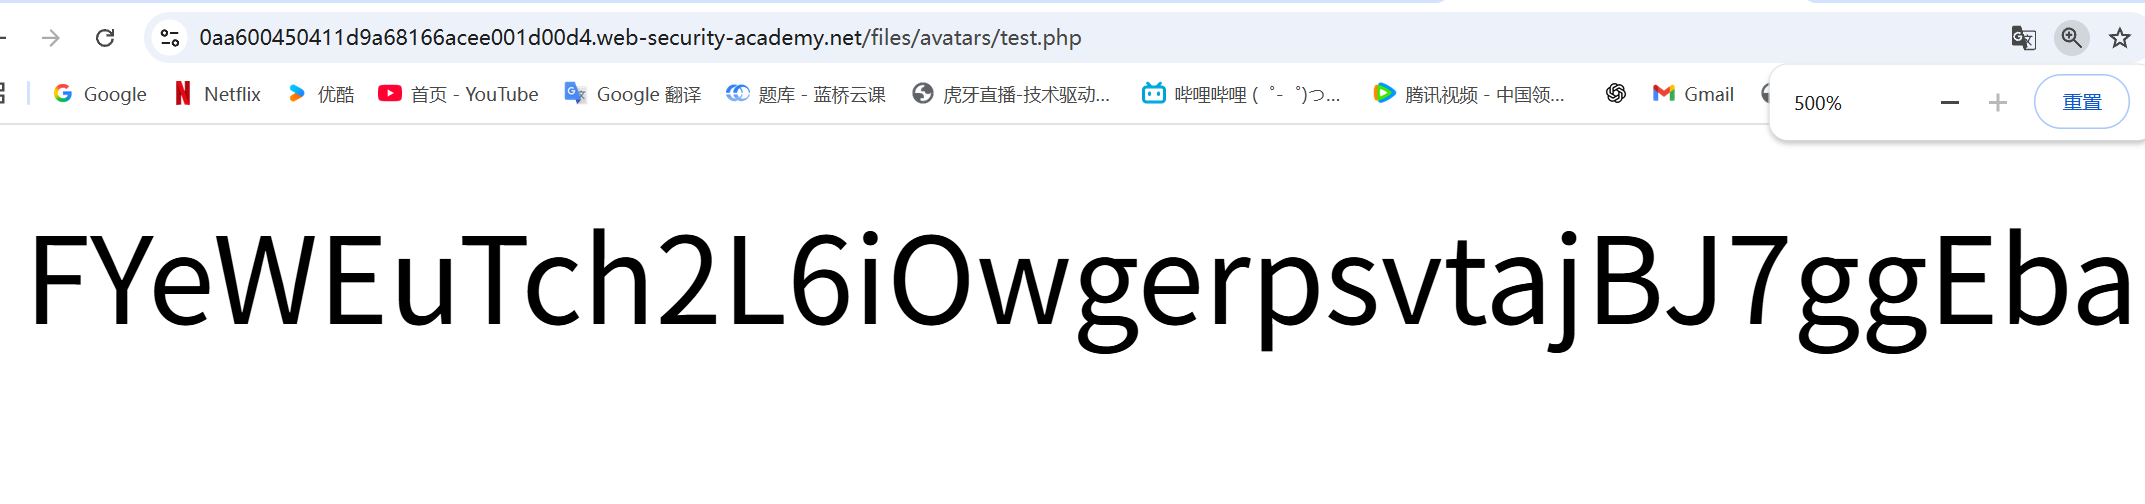 0aa600450411d9a68166acee001d00d4.web-security-academy.net/files/avatars/test.php
Google Netflix 优酷 首页 - YouTube Google 翻译 题库 - 蓝桥云课 虎牙直播-技术驱动... 哔哩哔哩 ( ゜- ゜)つ... 腾讯视频 - 中国领... Gmail
500% 重置
FYeWEuTch2L6iOwgerpsvtajBJ7ggEba